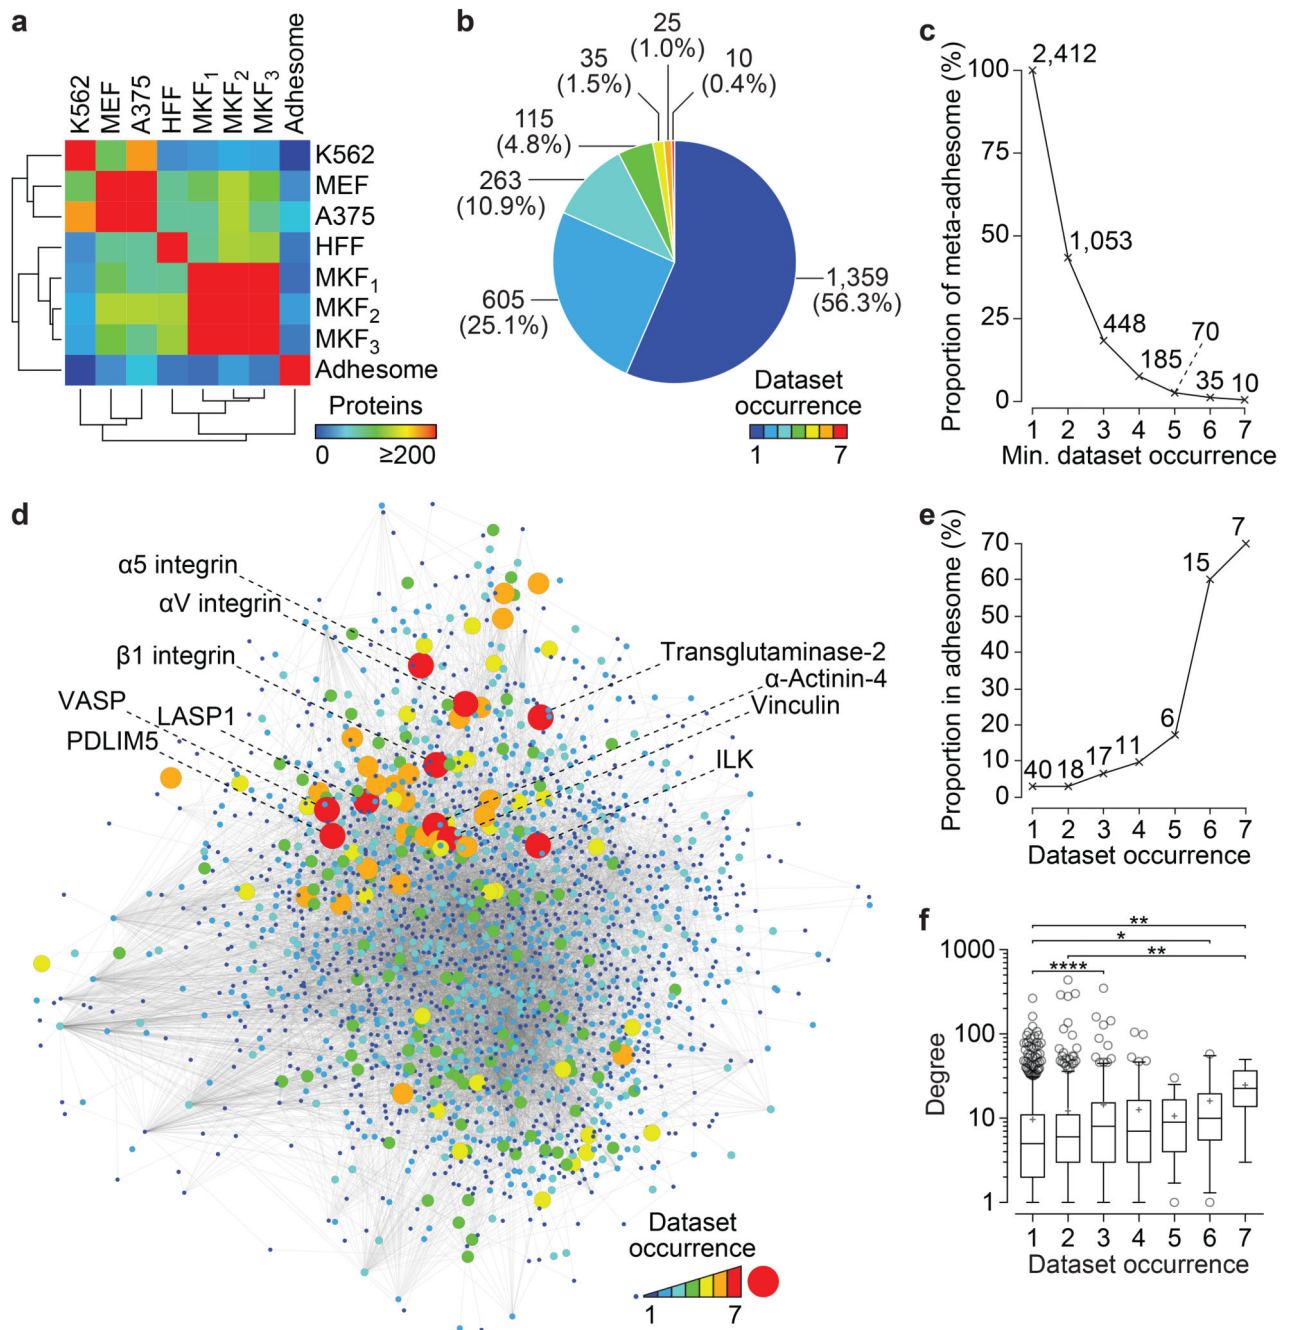 a
K562
MEF
A375
HFF
MKF1
MKF2
MKF3
Adhesome
K562
MEF
A375
HFF
MKF1
MKF2
MKF3
Adhesome
Proteins
0
≥200
b
25
(1.0%)
35
(1.5%)
10
(0.4%)
115
(4.8%)
263
(10.9%)
605
(25.1%)
1,359
(56.3%)
Dataset
occurrence
1
7
c
Proportion of meta-adhesome (%)
100
75
50
25
0
2,412
1,053
448
185
70
35
10
1 2 3 4 5 6 7
Min. dataset occurrence
d
α5 integrin
αV integrin
β1 integrin
VASP
LASP1
PDLIM5
Transglutaminase-2
α-Actinin-4
Vinculin
ILK
Dataset
occurrence
1
7
e
Proportion in adhesome (%)
70
60
50
40
30
20
10
0
40
18
17
11
6
15
7
1 2 3 4 5 6 7
Dataset occurrence
f
**
*
**
****
Degree
1000
100
10
1
1 2 3 4 5 6 7
Dataset occurrence